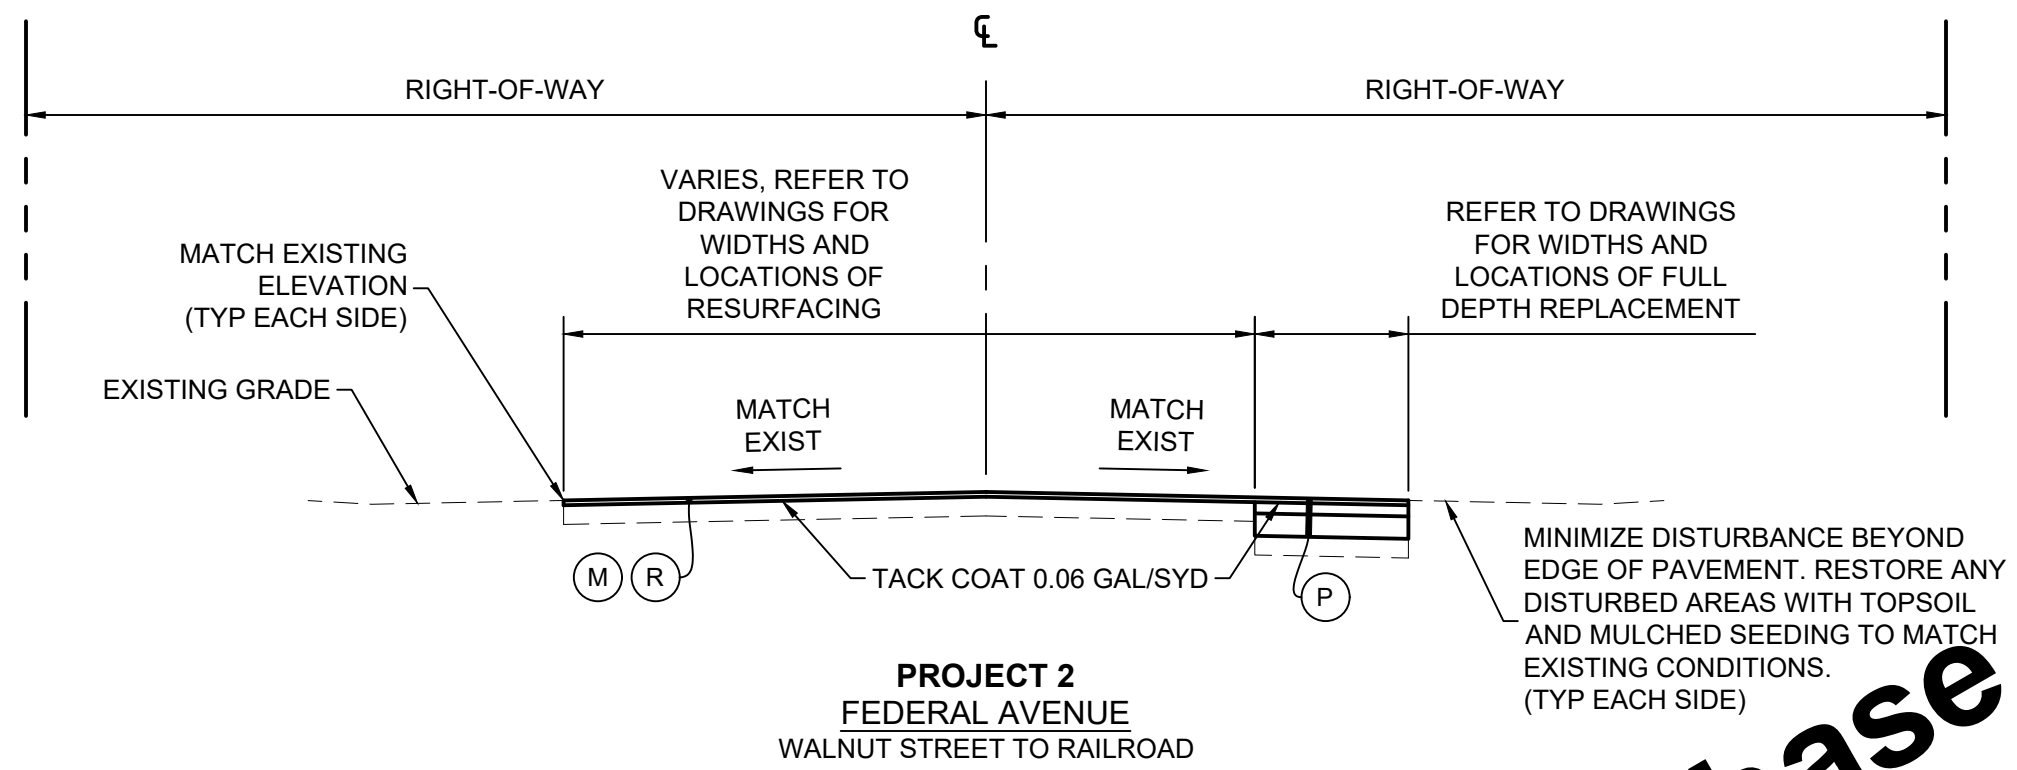 ℄
RIGHT-OF-WAY
RIGHT-OF-WAY
VARIES, REFER TO
DRAWINGS FOR
WIDTHS AND
LOCATIONS OF
RESURFACING
REFER TO DRAWINGS
FOR WIDTHS AND
LOCATIONS OF FULL
DEPTH REPLACEMENT
MATCH EXISTING
ELEVATION
(TYP EACH SIDE)
EXISTING GRADE
MATCH
EXIST
MATCH
EXIST
M
R
TACK COAT 0.06 GAL/SYD
P
MINIMIZE DISTURBANCE BEYOND
EDGE OF PAVEMENT. RESTORE ANY
DISTURBED AREAS WITH TOPSOIL
AND MULCHED SEEDING TO MATCH
EXISTING CONDITIONS.
(TYP EACH SIDE)
PROJECT 2
FEDERAL AVENUE
WALNUT STREET TO RAILROAD